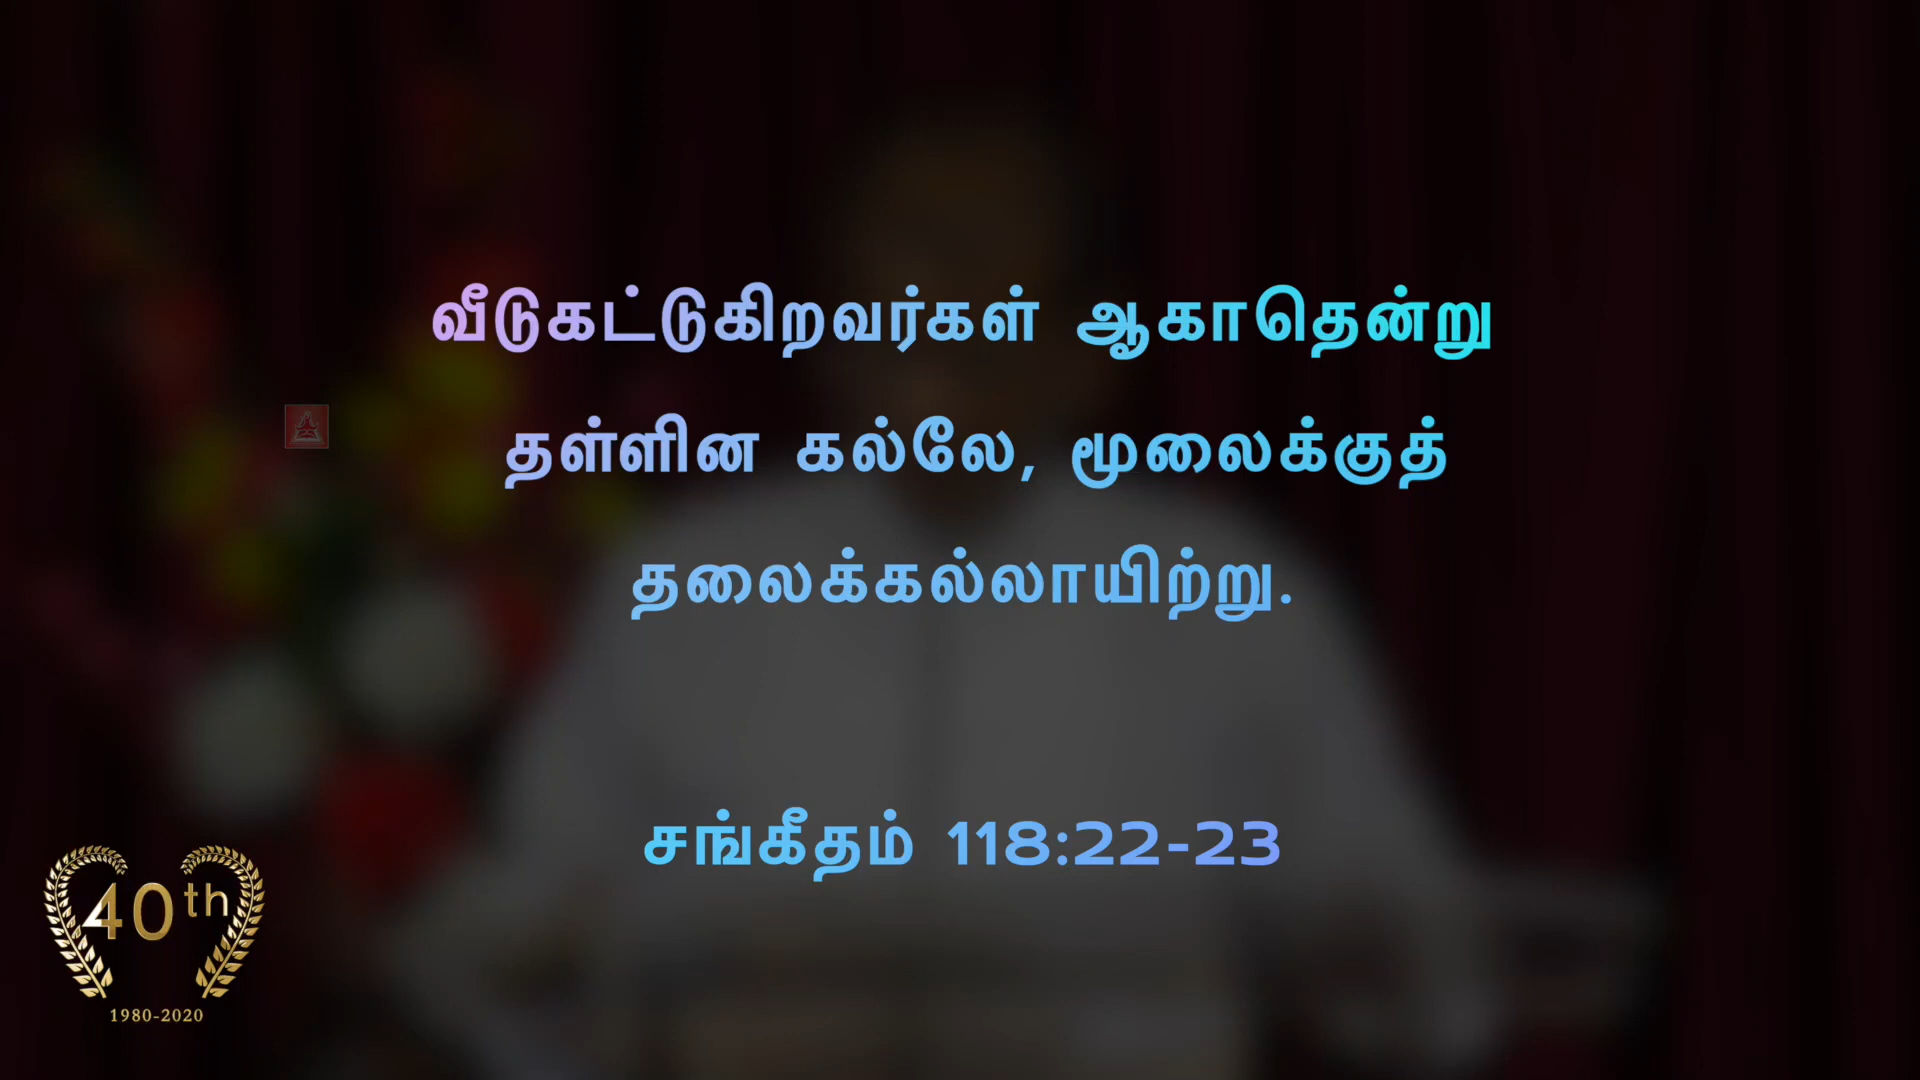 வீடுகட்டுகிறவர்கள் ஆகாதென்று
தள்ளின கல்லே, மூலைக்குத்
தலைக்கல்லாயிற்று.
சங்கீதம் 118:22-23
40th
1980-2020